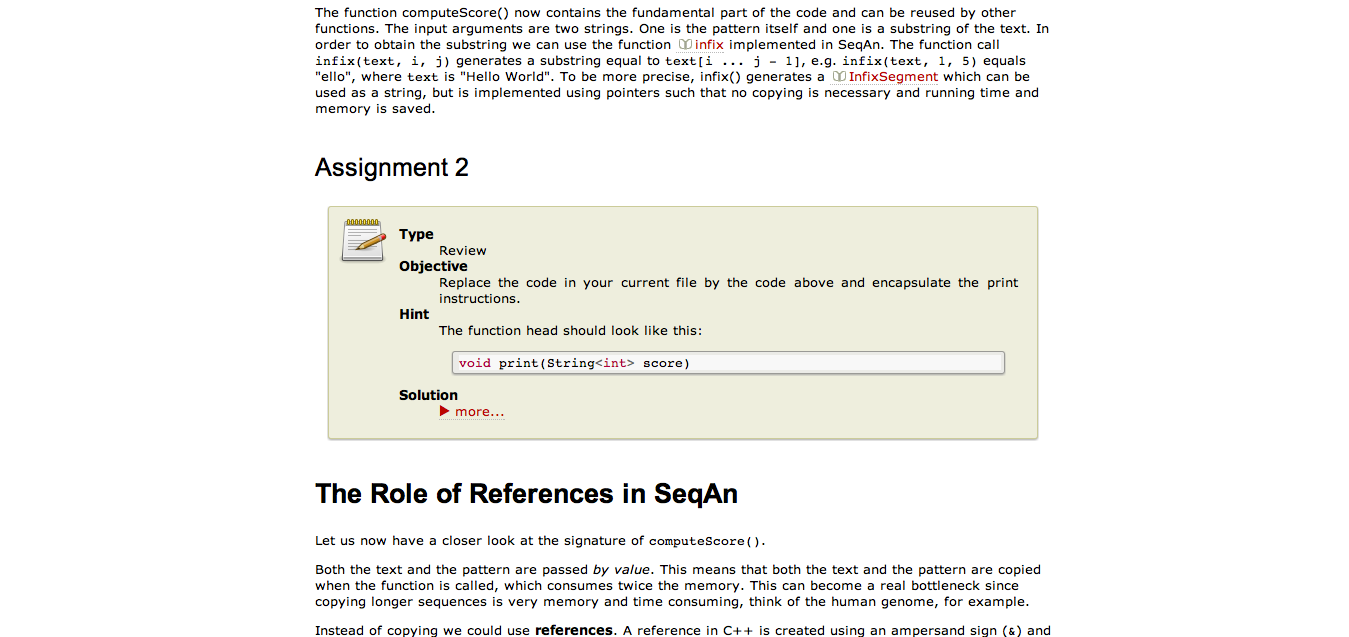 The function computeScore() now contains the fundamental part of the code and can be reused by other
functions. The input arguments are two strings. One is the pattern itself and one is a substring of the text. In
order to obtain the substring we can use the function infix implemented in SeqAn. The function call
infix(text, i, j) generates a substring equal to text[i ... j - 1], e.g. infix(text, 1, 5) equals
"ello", where text is "Hello World". To be more precise, infix() generates a InfixSegment which can be
used as a string, but is implemented using pointers such that no copying is necessary and running time and
memory is saved.
Assignment 2
Type
Review
Objective
Replace the code in your current file by the code above and encapsulate the print
instructions.
Hint
The function head should look like this:
void print(String<int> score)
Solution
more...
The Role of References in SeqAn
Let us now have a closer look at the signature of computeScore().
Both the text and the pattern are passed by value. This means that both the text and the pattern are copied
when the function is called, which consumes twice the memory. This can become a real bottleneck since
copying longer sequences is very memory and time consuming, think of the human genome, for example.
Instead of copying we could use references. A reference in C++ is created using an ampersand sign (&) and